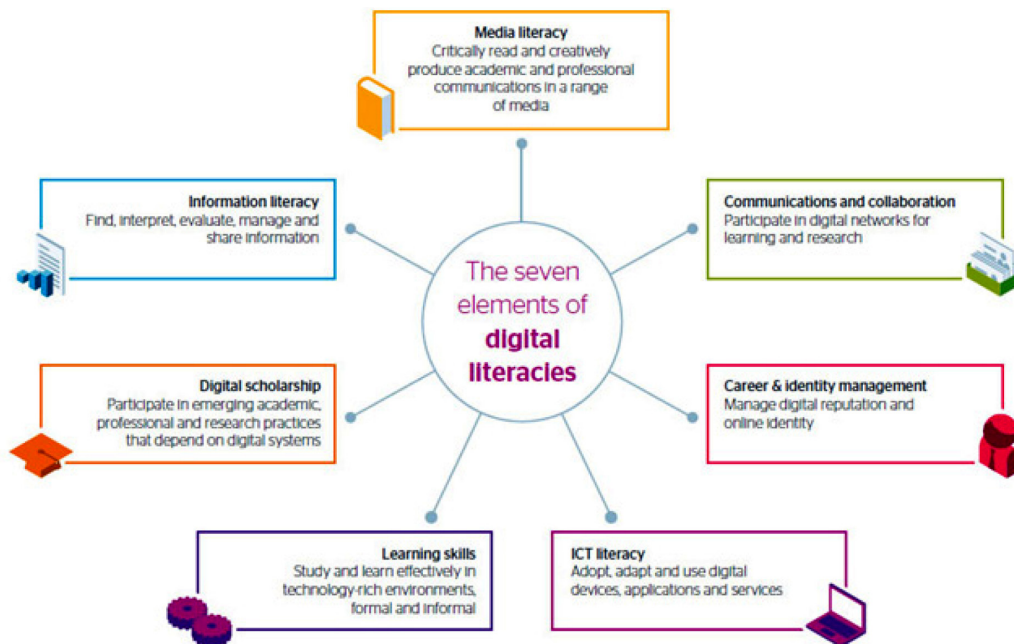 Media literacy
Critically read and creatively
produce academic and professional
communications in a range
of media
Information literacy
Find, interpret, evaluate, manage and
share information
Communications and collaboration
Participate in digital networks for
learning and research
The seven
elements of
digital
literacies
Digital scholarship
Participate in emerging academic,
professional and research practices
that depend on digital systems
Career & identity management
Manage digital reputation and
online identity
Learning skills
Study and learn effectively in
technology-rich environments,
formal and informal
ICT literacy
Adopt, adapt and use digital
devices, applications and services